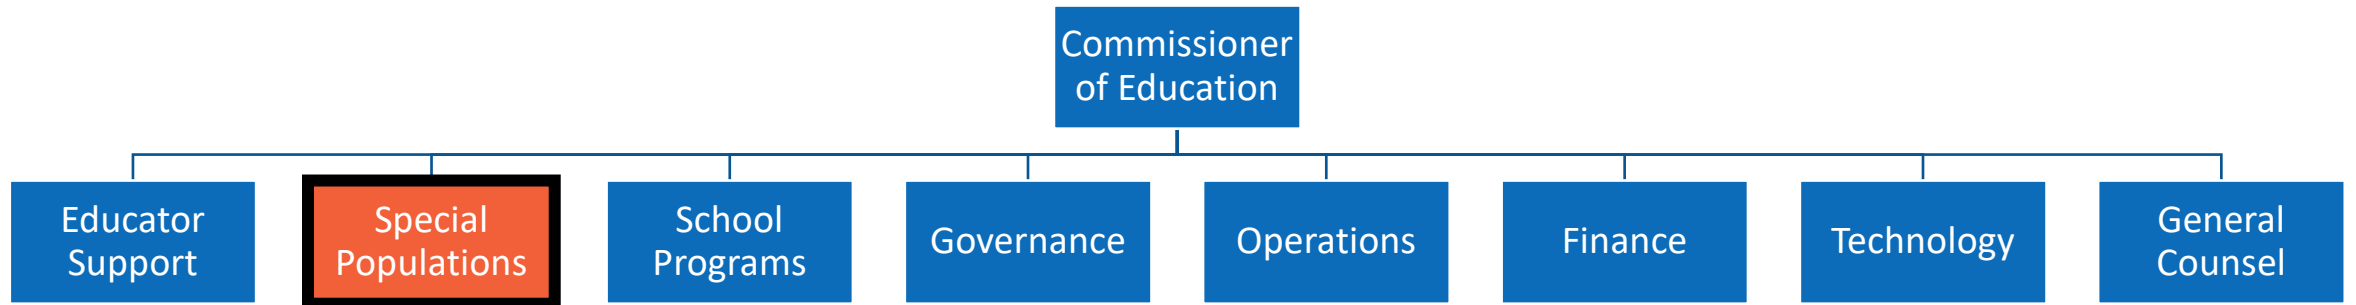 Commissioner
of Education
Educator
Support
Special
Populations
School
Programs
Governance
Operations
Finance
Technology
General
Counsel